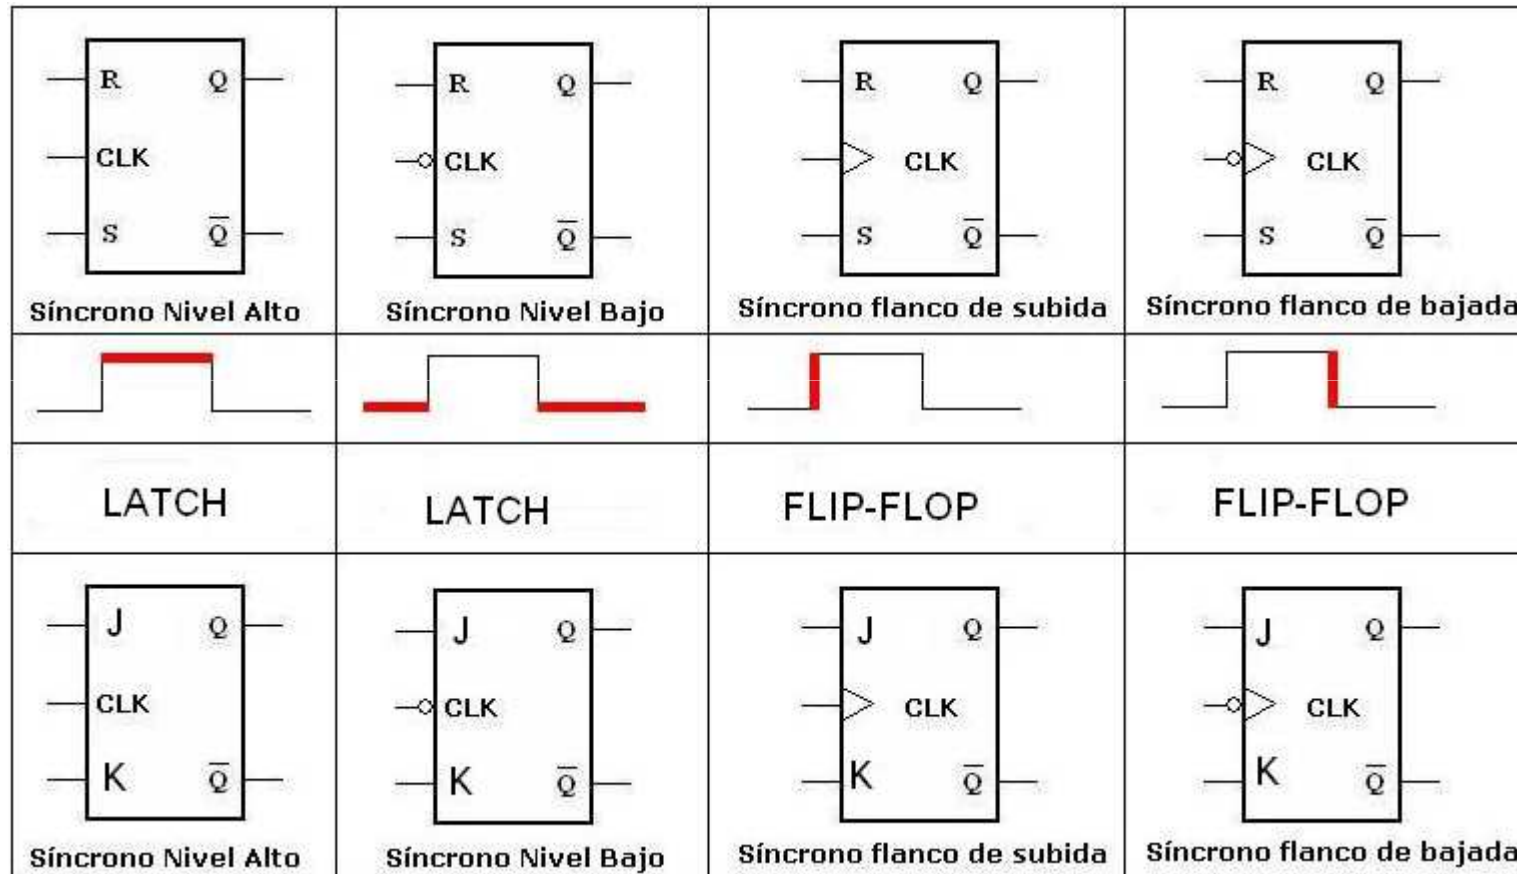 R Q R Q R Q R Q
CLK CLK CLK CLK
S Q̅ S Q̅ S Q̅ S Q̅
Síncrono Nivel Alto Síncrono Nivel Bajo Síncrono flanco de subida Síncrono flanco de bajada
LATCH LATCH FLIP-FLOP FLIP-FLOP
J Q J Q J Q J Q
CLK CLK CLK CLK
K Q̅ K Q̅ K Q̅ K Q̅
Síncrono Nivel Alto Síncrono Nivel Bajo Síncrono flanco de subida Síncrono flanco de bajada